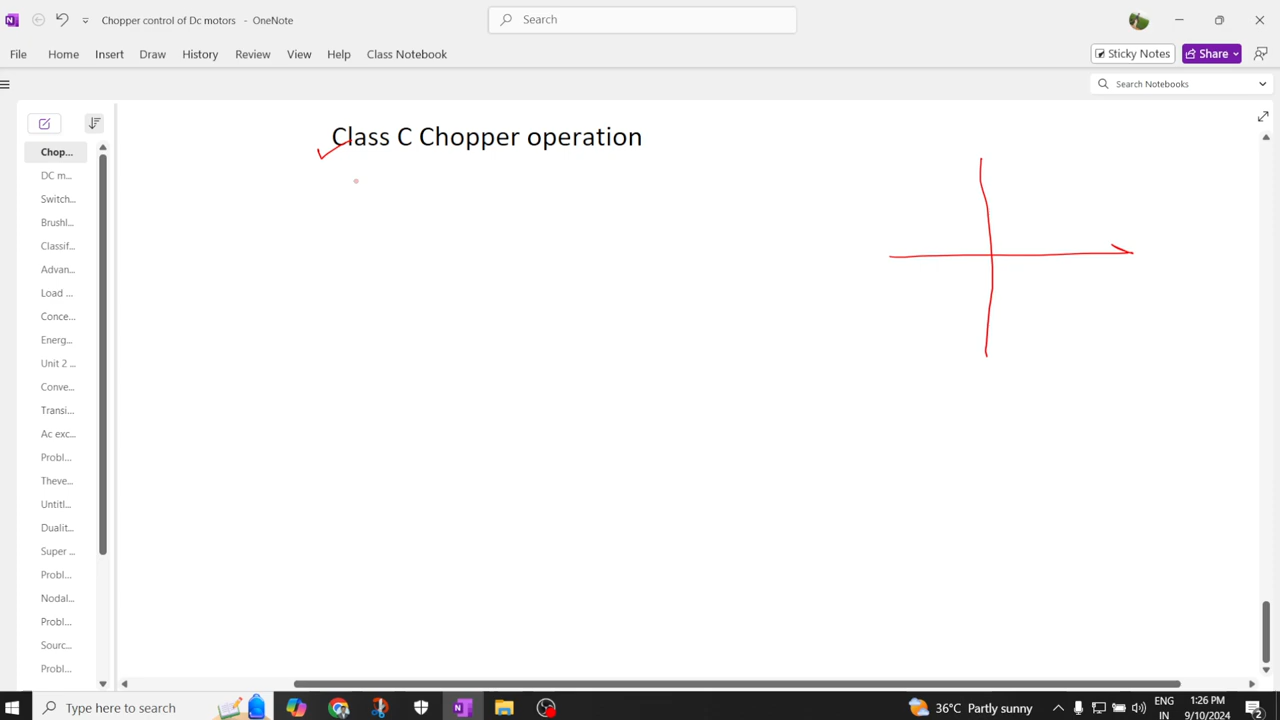 Chopper control of Dc motors - OneNote
Search
File Home Insert Draw History Review View Help Class Notebook
Sticky Notes Share
Search Notebooks
Class C Chopper operation
Chop...
DC m...
Switch...
Brushl...
Classif...
Advan...
Load ...
Conce...
Energ...
Unit 2 ...
Conve...
Transi...
Ac exc...
Probl...
Theve...
Untitl...
Dualit...
Super ...
Probl...
Nodal...
Probl...
Sourc...
Probl...
Type here to search
36°C Partly sunny
ENG
IN
1:26 PM
9/10/2024
2